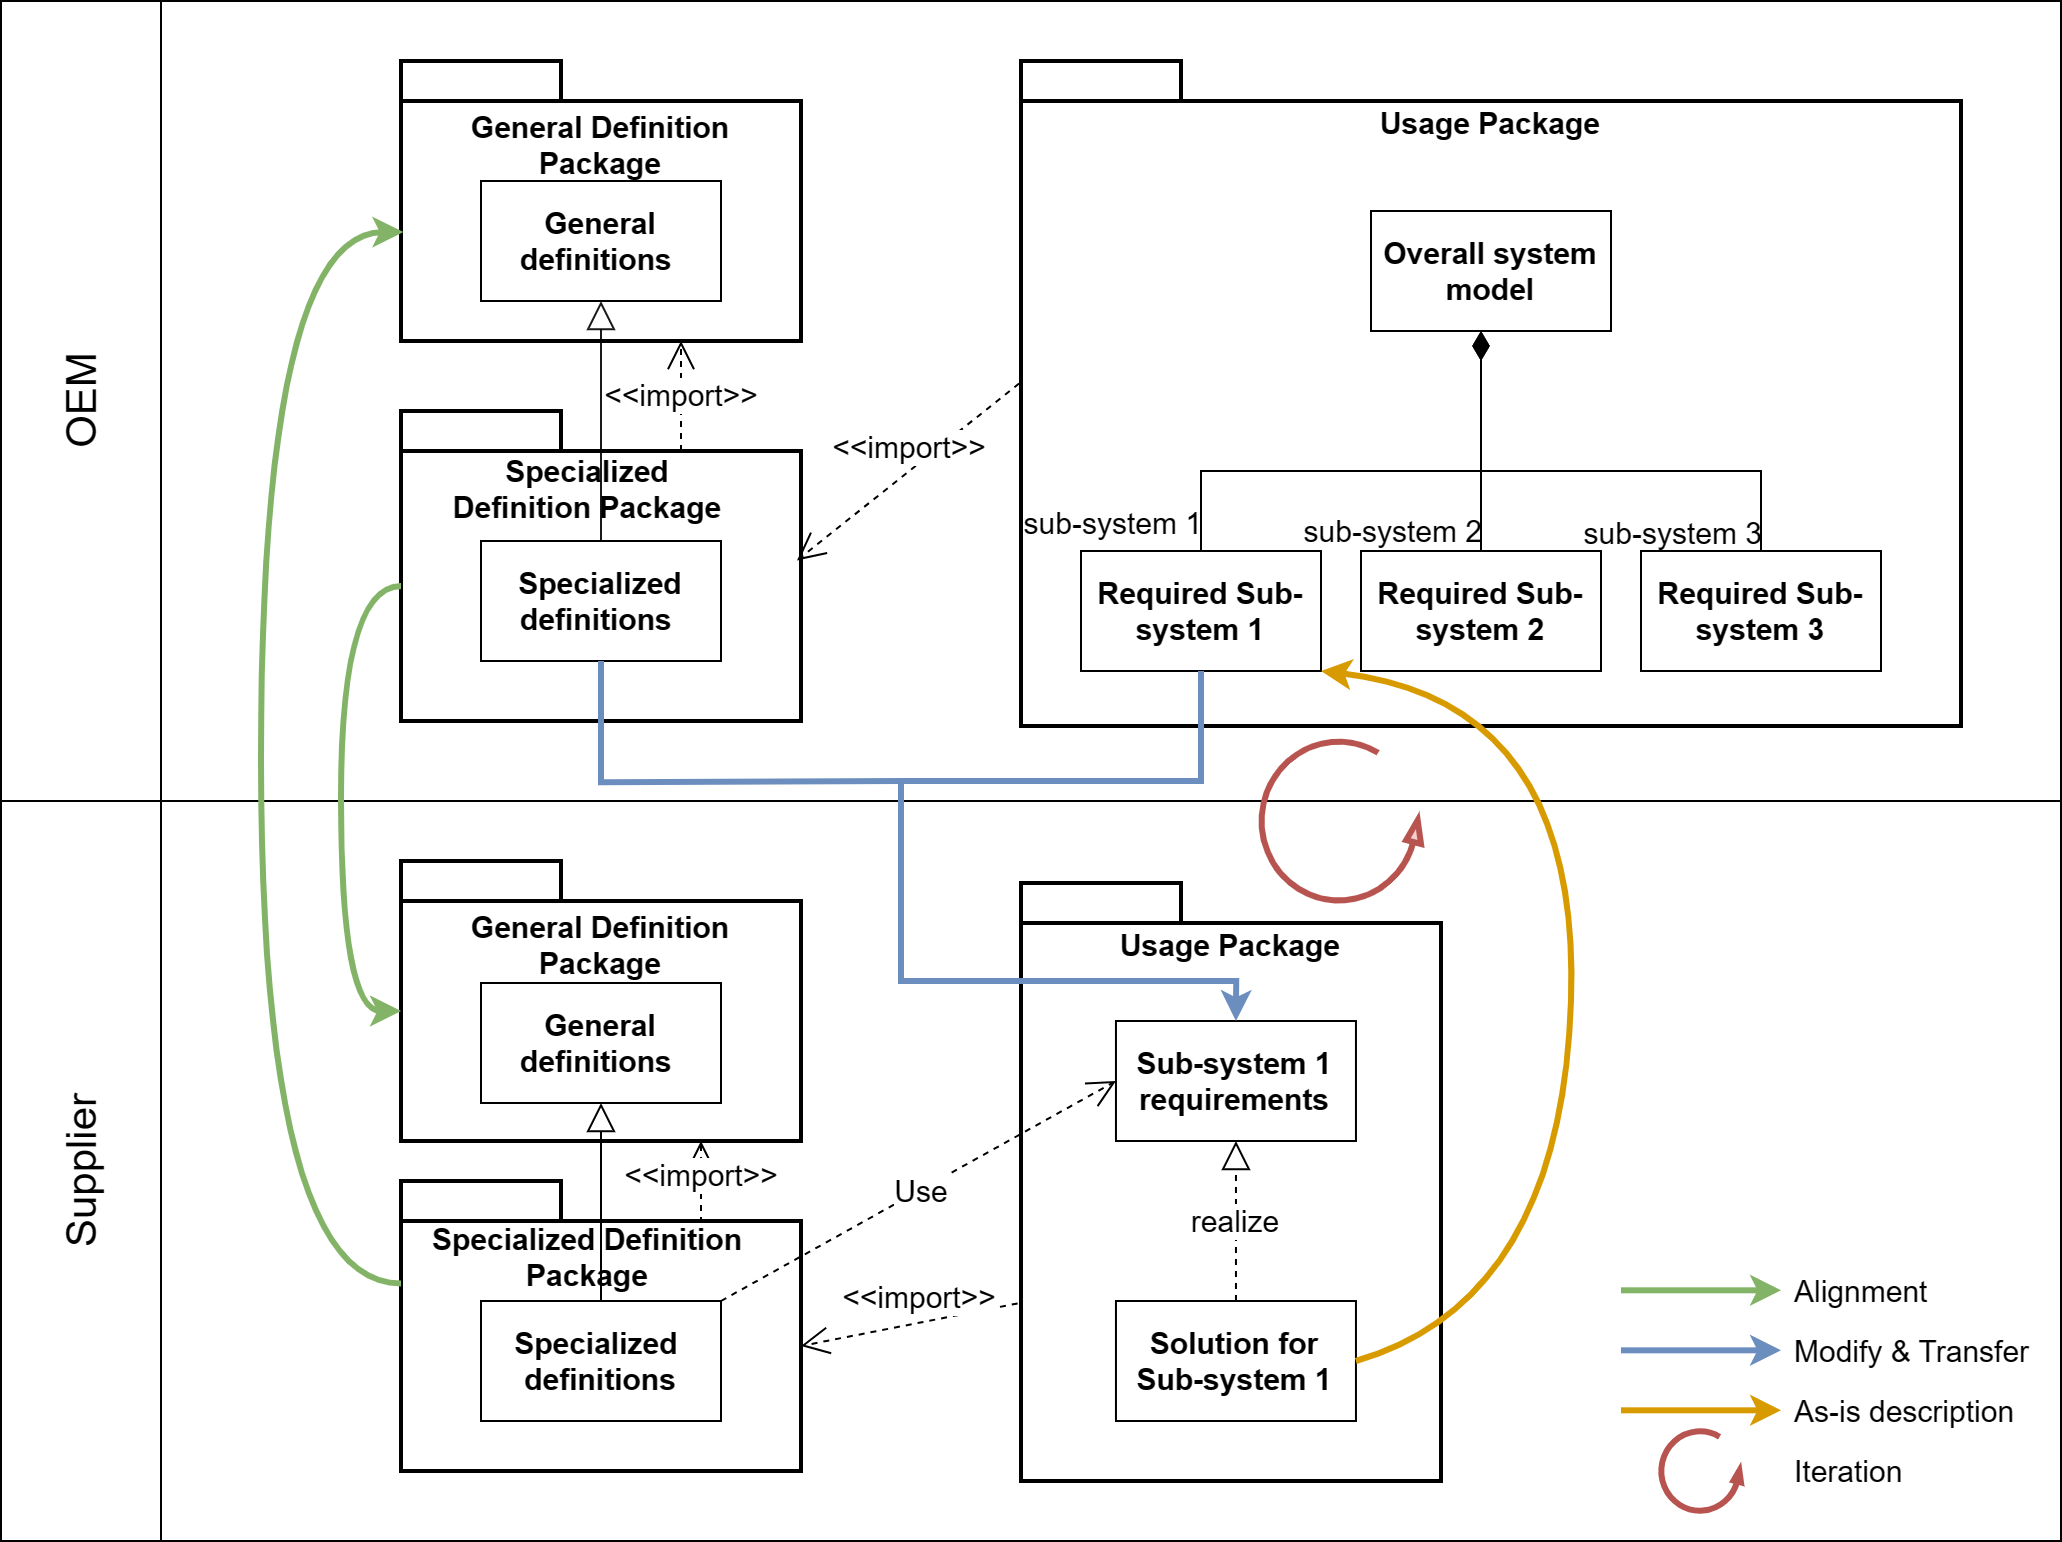 OEM
General Definition
Package
General
definitions
<<import>>
Specialized
Definition Package
Specialized
definitions
<<import>>
Usage Package
Overall system
model
sub-system 1
sub-system 2
sub-system 3
Required Sub-
system 1
Required Sub-
system 2
Required Sub-
system 3
Supplier
General Definition
Package
General
definitions
<<import>>
Specialized Definition
Package
Specialized
definitions
Use
<<import>>
Usage Package
Sub-system 1
requirements
realize
Solution for
Sub-system 1
Alignment
Modify & Transfer
As-is description
Iteration